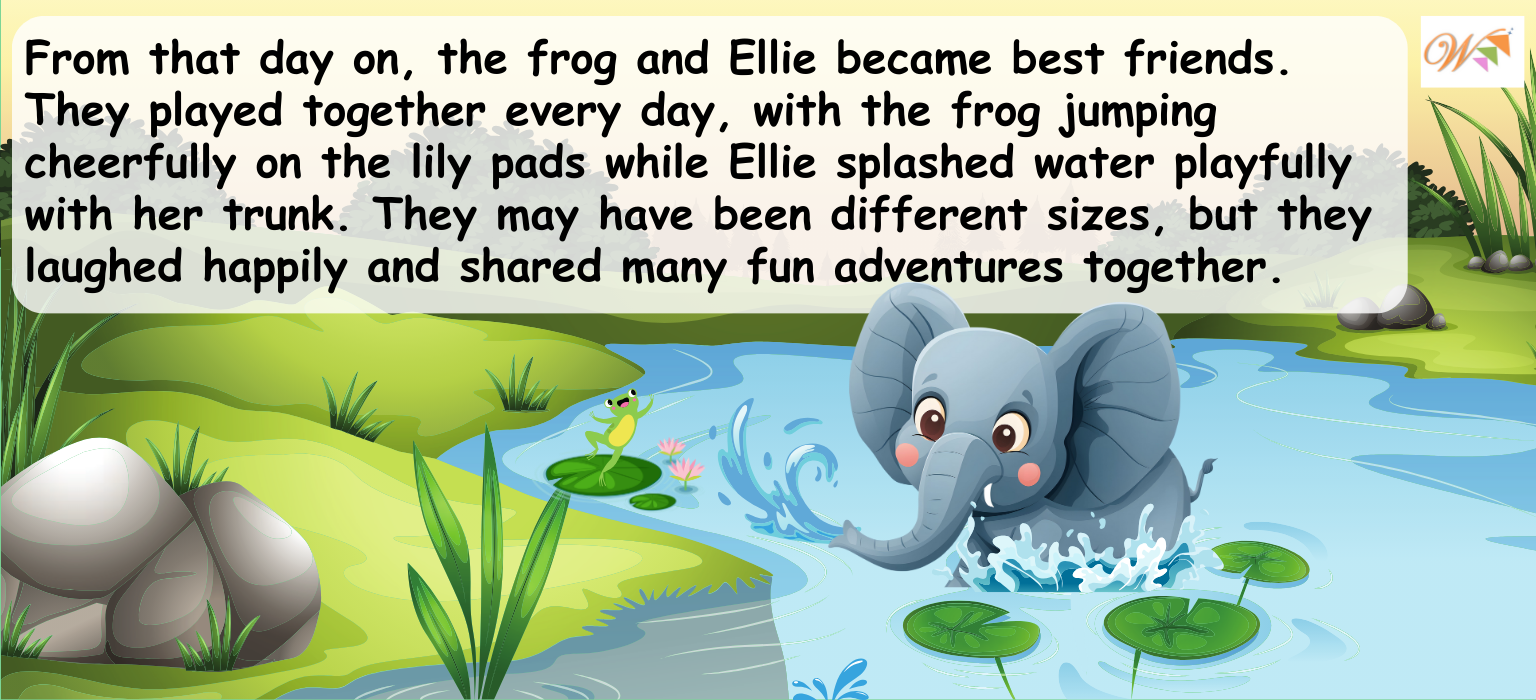 From that day on, the frog and Ellie became best friends.
They played together every day, with the frog jumping
cheerfully on the lily pads while Ellie splashed water playfully
with her trunk. They may have been different sizes, but they
laughed happily and shared many fun adventures together.
W